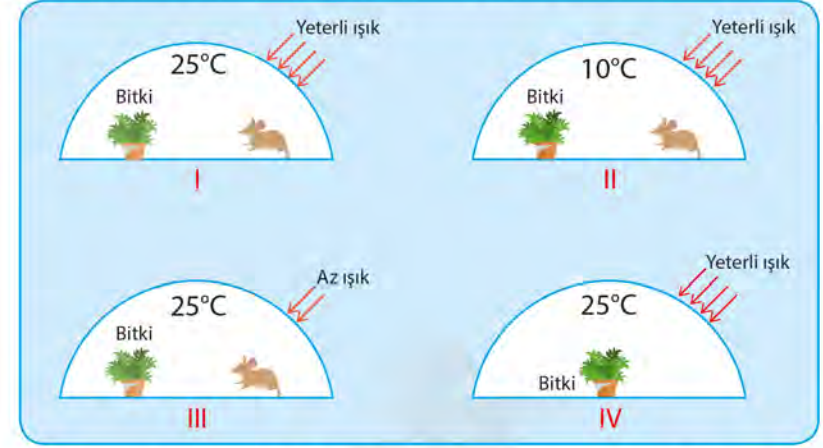 Yeterli ışık
25°C
Bitki
I
Yeterli ışık
10°C
Bitki
II
Az ışık
25°C
Bitki
III
Yeterli ışık
25°C
Bitki
IV